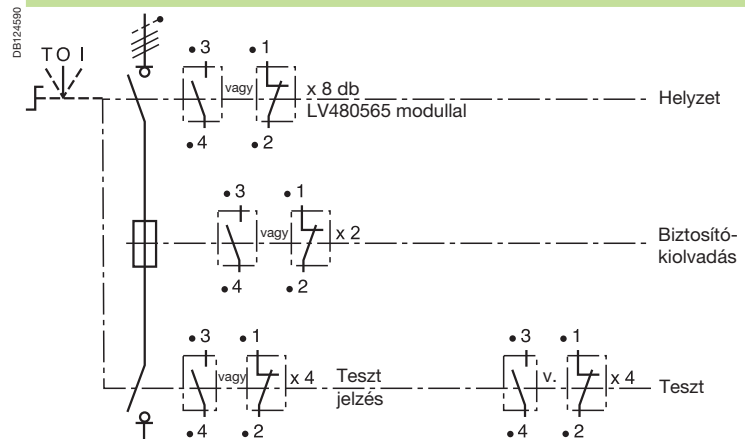 DB124590
T O I
• 3 • 1
vagy x 8 db
LV480565 modullal
Helyzet
• 4 • 2
• 3 • 1
vagy x 2
Biztosító-
kiolvadás
• 4 • 2
• 3 • 1 • 3 • 1
vagy x 4 Teszt v. x 4 Teszt
jelzés
• 4 • 2 • 4 • 2